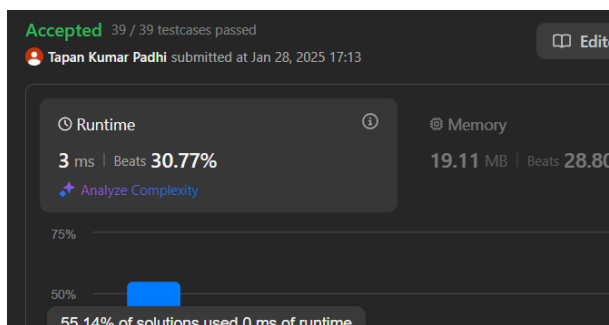 Accepted 39 / 39 testcases passed
Tapan Kumar Padhi submitted at Jan 28, 2025 17:13
Runtime
3 ms | Beats 30.77%
Analyze Complexity
Memory
19.11 MB | Beats 28.80
75%
50%
55.14% of solutions used 0 ms of runtime